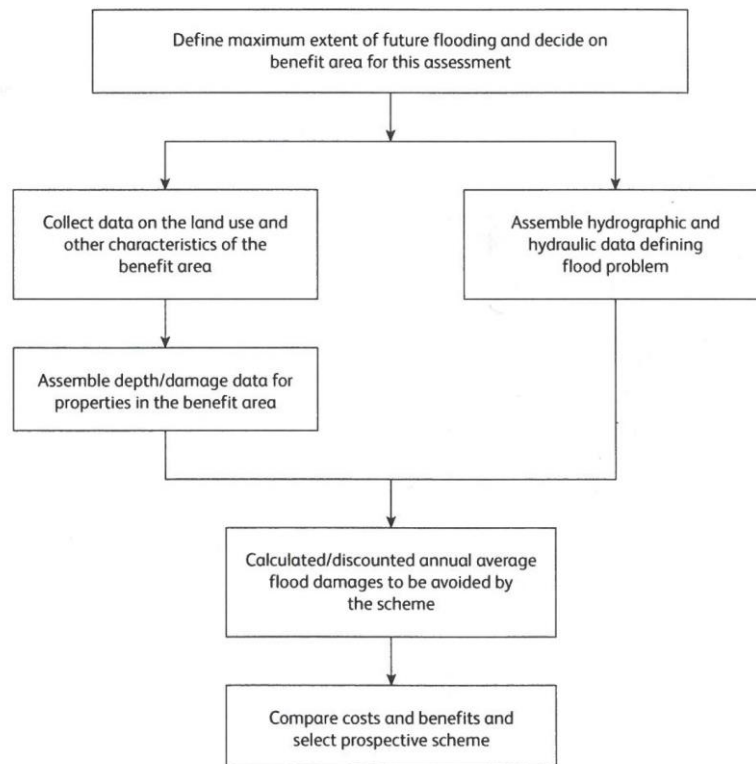 Define maximum extent of future flooding and decide on
benefit area for this assessment
Collect data on the land use and
other characteristics of the
benefit area
Assemble hydrographic and
hydraulic data defining
flood problem
Assemble depth/damage data for
properties in the benefit area
Calculated/discounted annual average
flood damages to be avoided by
the scheme
Compare costs and benefits and
select prospective scheme